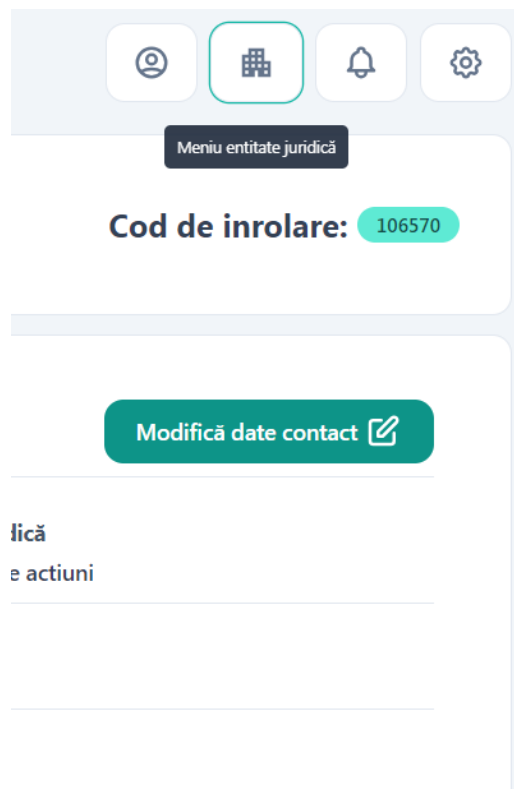 Meniu entitate juridică
Cod de inrolare: 106570
Modifică date contact
dică
e actiuni